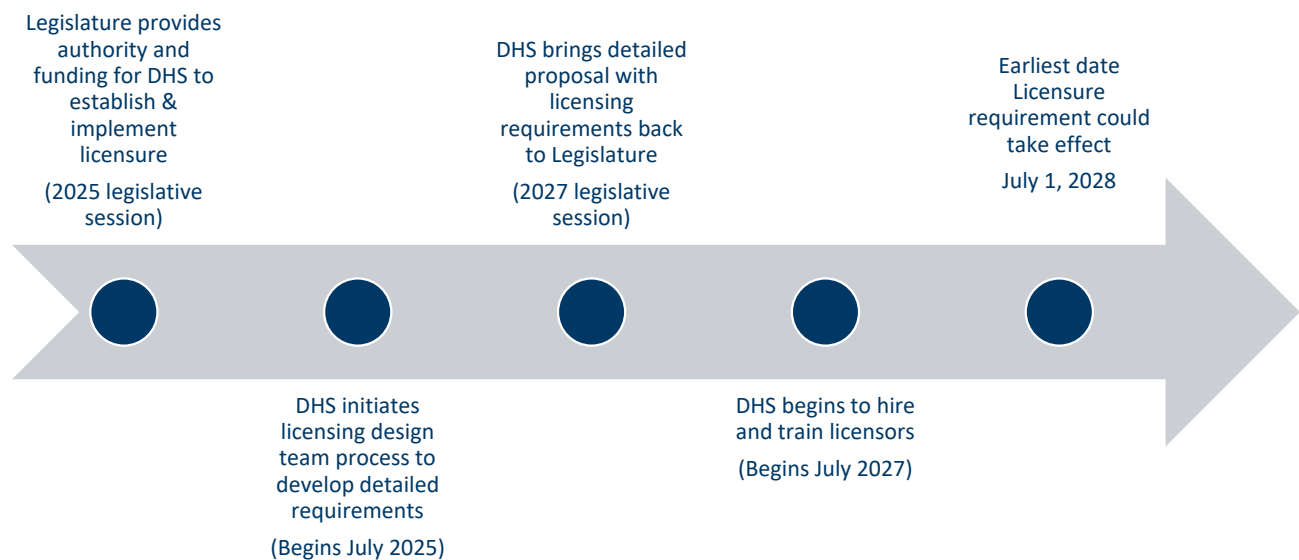 Legislature provides
authority and
funding for DHS to
establish &
implement
licensure
(2025 legislative
session)
DHS initiates
licensing design
team process to
develop detailed
requirements
(Begins July 2025)
DHS brings detailed
proposal with
licensing
requirements back
to Legislature
(2027 legislative
session)
DHS begins to hire
and train licensors
(Begins July 2027)
Earliest date
Licensure
requirement could
take effect
July 1, 2028